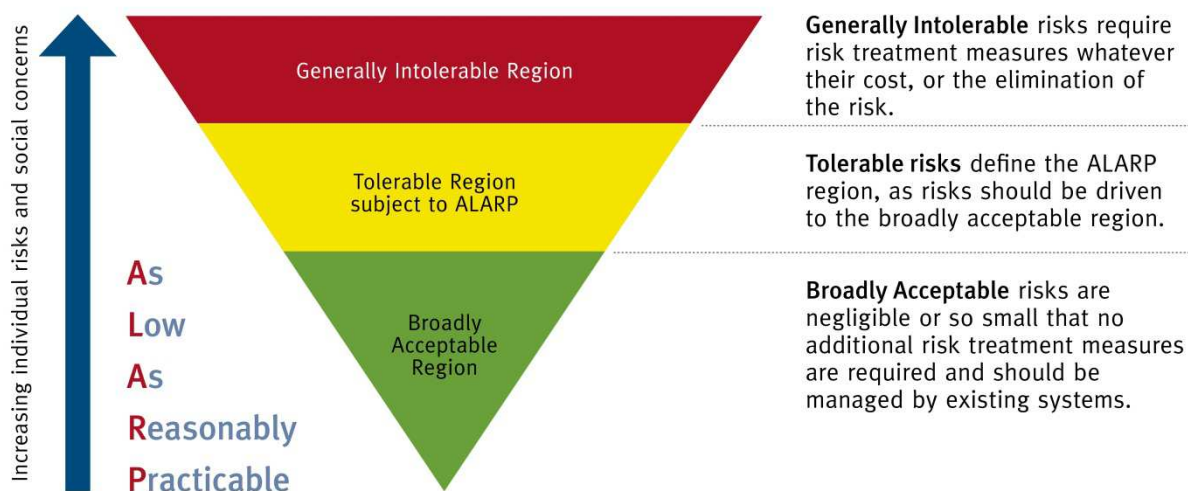 Increasing individual risks and social concerns
As
Low
As
Reasonably
Practicable
Generally Intolerable Region
Tolerable Region
subject to ALARP
Broadly
Acceptable
Region
Generally Intolerable risks require
risk treatment measures whatever
their cost, or the elimination of
the risk.
Tolerable risks define the ALARP
region, as risks should be driven
to the broadly acceptable region.
Broadly Acceptable risks are
negligible or so small that no
additional risk treatment measures
are required and should be
managed by existing systems.